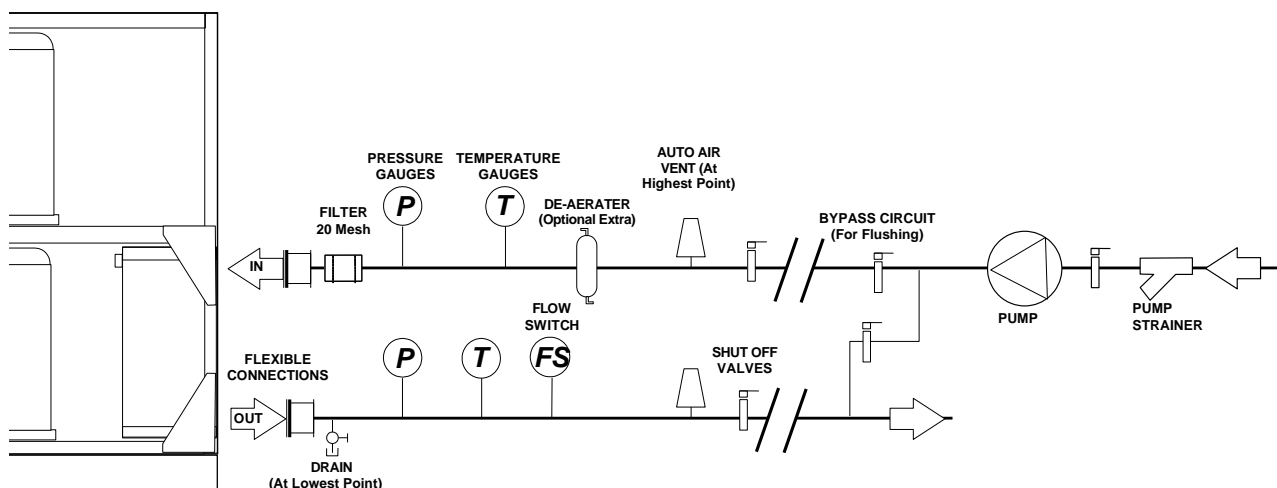 PRESSURE
GAUGES
TEMPERATURE
GAUGES
AUTO AIR
VENT (At
Highest Point)
FILTER
20 Mesh
DE-AERATER
(Optional Extra)
BYPASS CIRCUIT
(For Flushing)
P
T
IN
PUMP
PUMP
STRAINER
FLOW
SWITCH
FLEXIBLE
CONNECTIONS
P
T
FS
SHUT OFF
VALVES
OUT
DRAIN
(At Lowest Point)